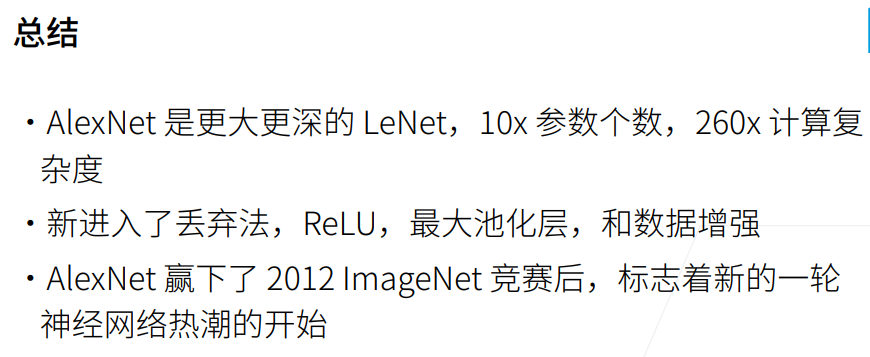 总结
• AlexNet 是更大更深的 LeNet，10x 参数个数，260x 计算复
杂度
• 新进入了丢弃法，ReLU，最大池化层，和数据增强
• AlexNet 赢下了 2012 ImageNet 竞赛后，标志着新的一轮
神经网络热潮的开始